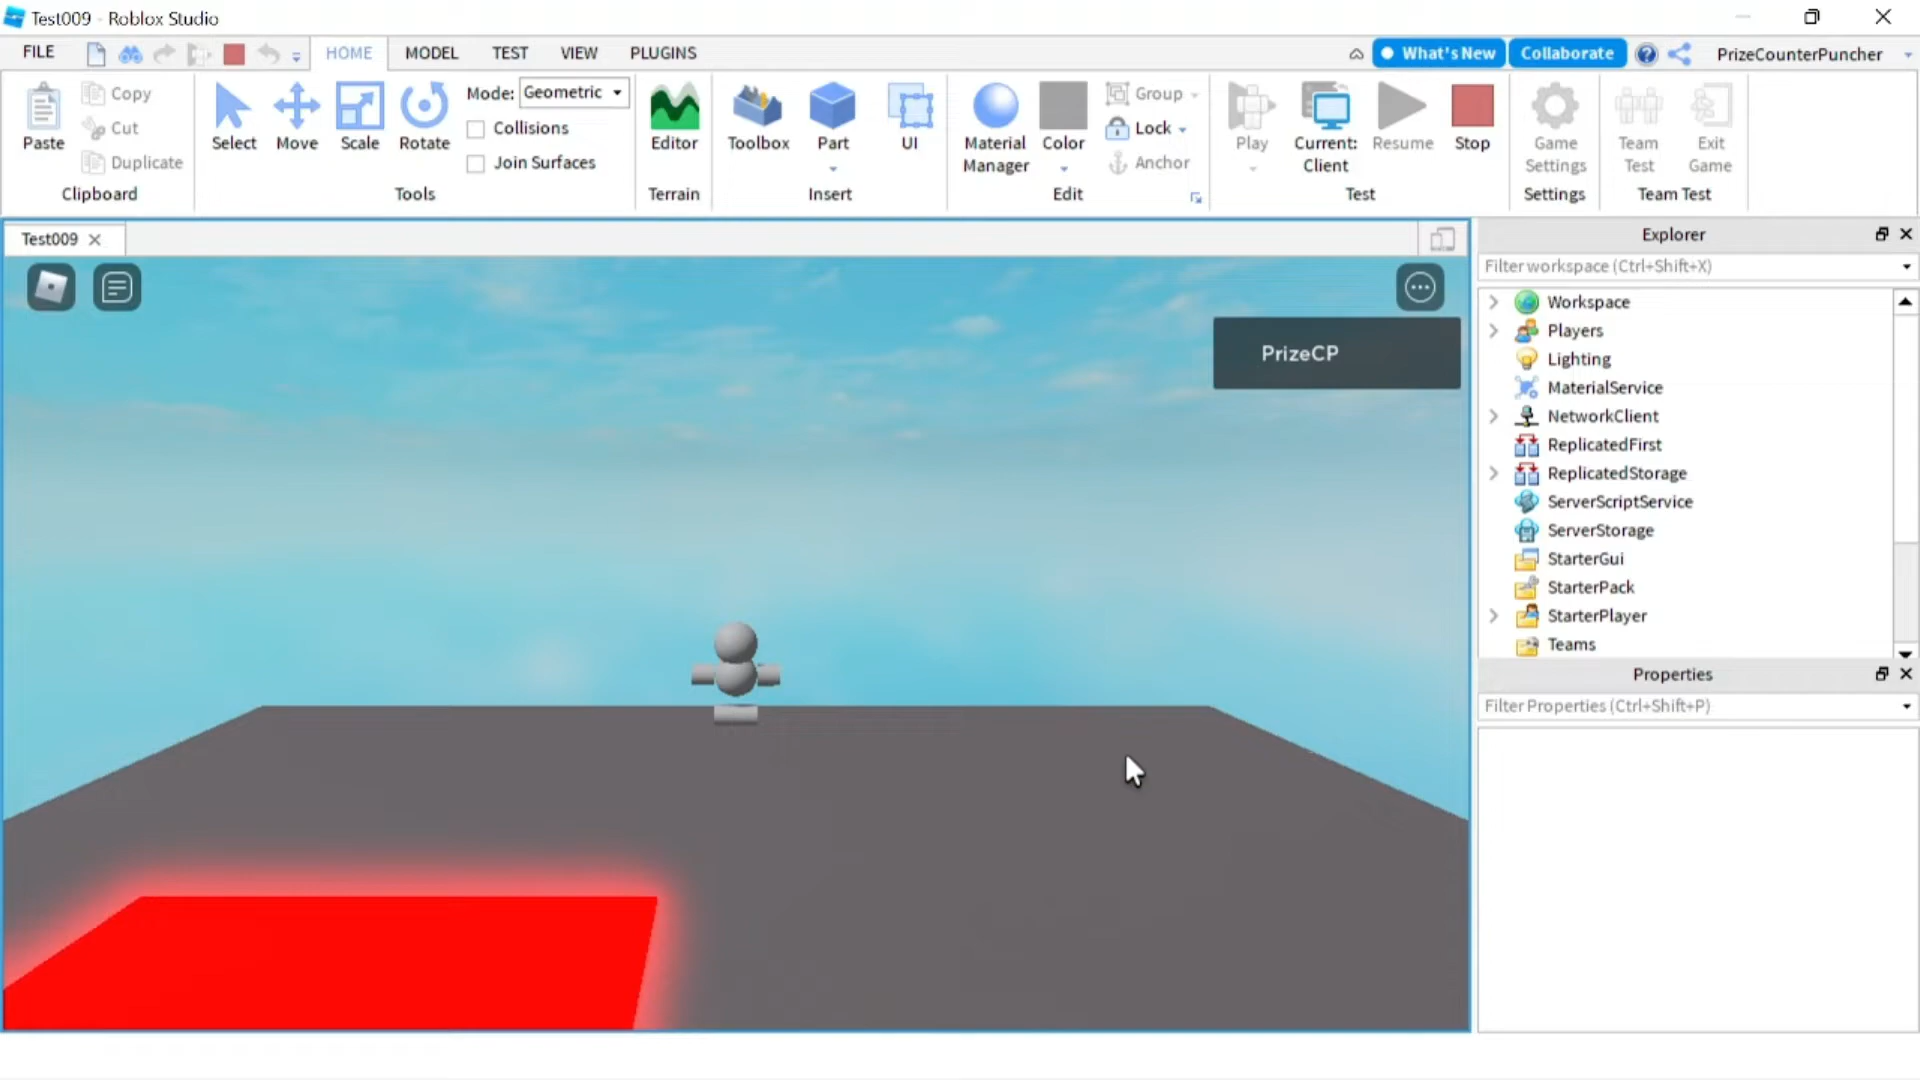 Test009 - Roblox Studio
FILE
HOME
MODEL
TEST
VIEW
PLUGINS
What's New
Collaborate
PrizeCounterPuncher
Paste
Copy
Cut
Duplicate
Clipboard
Select
Move
Scale
Rotate
Mode: Geometric
Collisions
Join Surfaces
Tools
Editor
Terrain
Toolbox
Part
UI
Insert
Material
Manager
Color
Group
Lock
Anchor
Edit
Play
Current:
Client
Resume
Stop
Test
Game
Settings
Settings
Team
Test
Exit
Game
Team Test
Test009
PrizeCP
Explorer
Filter workspace (Ctrl+Shift+X)
Workspace
Players
Lighting
MaterialService
NetworkClient
ReplicatedFirst
ReplicatedStorage
ServerScriptService
ServerStorage
StarterGui
StarterPack
StarterPlayer
Teams
Properties
Filter Properties (Ctrl+Shift+P)